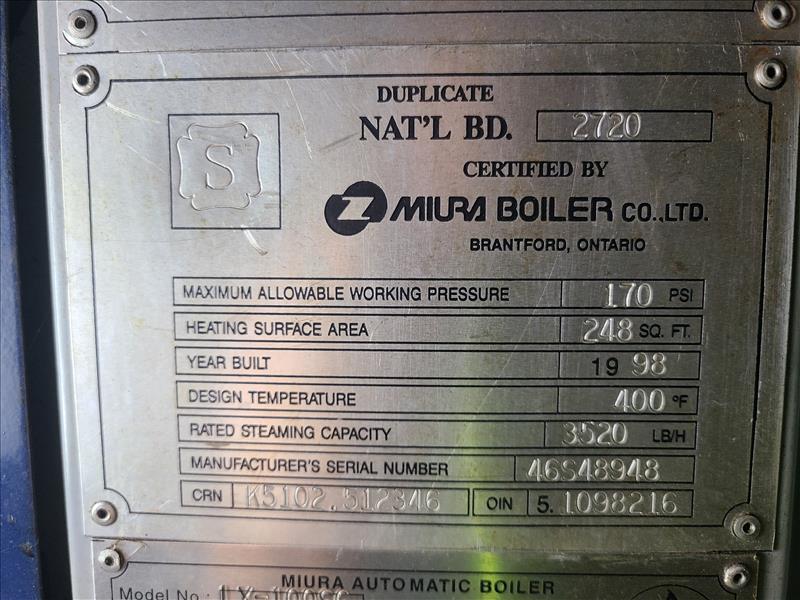 DUPLICATE
NAT'L BD. 2720
S
CERTIFIED BY
MIURA BOILER CO.,LTD.
BRANTFORD, ONTARIO
MAXIMUM ALLOWABLE WORKING PRESSURE 170 PSI
HEATING SURFACE AREA 248 SQ. FT.
YEAR BUILT 19 98
DESIGN TEMPERATURE 400 °F
RATED STEAMING CAPACITY 3520 LB/H
MANUFACTURER'S SERIAL NUMBER 46S48948
CRN K5102.512346 OIN 5. 1098216
MIURA AUTOMATIC BOILER
Model No.